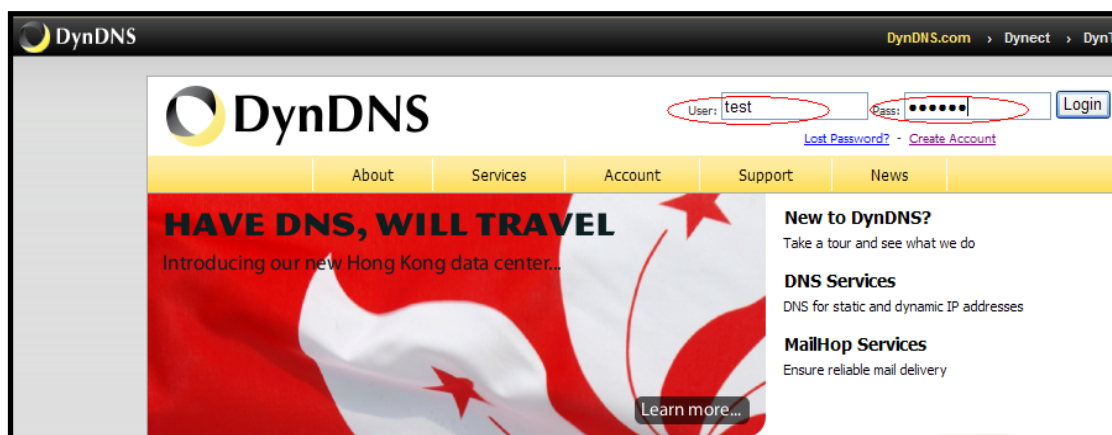 DynDNS
DynDNS.com › Dynect ›
DynDNS
User: test Pass: ●●●●●● Login
Lost Password? - Create Account
About Services Account Support News
HAVE DNS, WILL TRAVEL
Introducing our new Hong Kong data center...
Learn more...
New to DynDNS?
Take a tour and see what we do
DNS Services
DNS for static and dynamic IP addresses
MailHop Services
Ensure reliable mail delivery